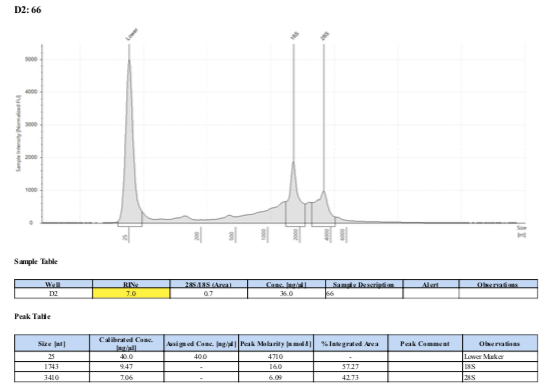 D2: 66
Lower
18S
28S
Sample Intensity [Normalized FU]
5000
4000
3000
2000
1000
0
25
200
500
1000
2000
4000
6000
Size
[nt]
Sample Table
Well RINe 28S/18S (Area) Conc. [ng/µl] Sample Description Alert Observations
D2 7.0 0.7 36.0 66
Peak Table
Size [nt] Calibrated Conc. [ng/µl] Assigned Conc. [ng/µl] Peak Molarity [nmol/l] % Integrated Area Peak Comment Observations
25 40.0 40.0 4710 - Lower Marker
1743 9.47 - 16.0 57.27 18S
3410 7.06 - 6.09 42.73 28S